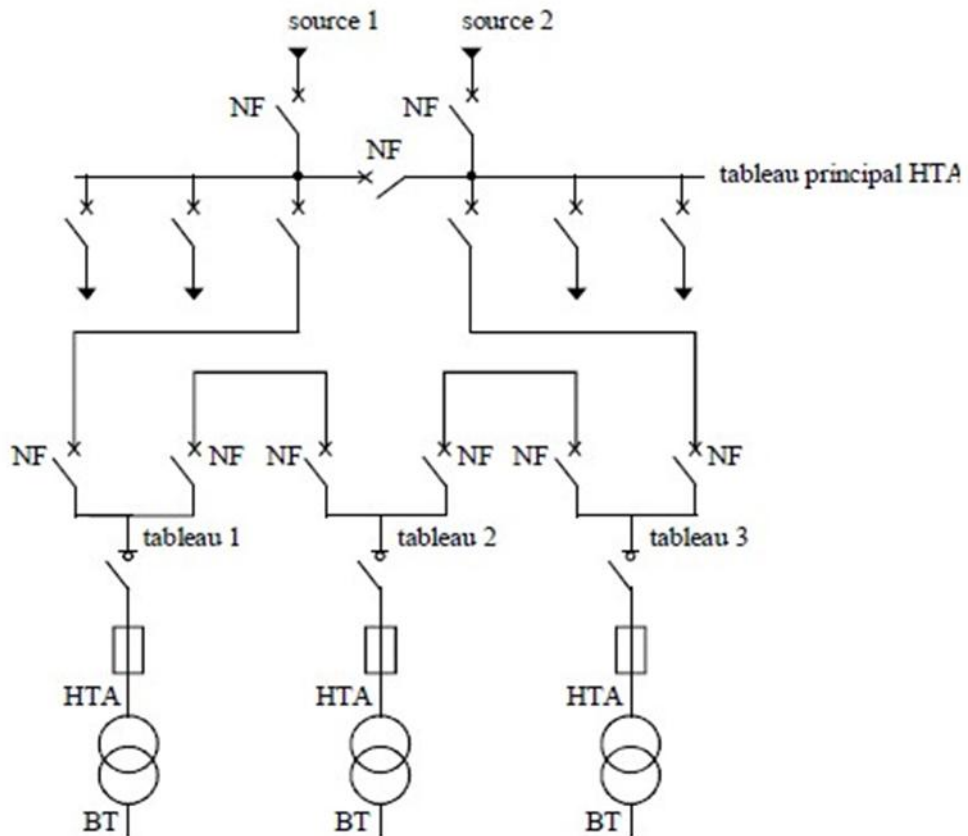 source 1
source 2
NF
NF
NF
tableau principal HTA
NF
NF
NF
NF
NF
NF
tableau 1
tableau 2
tableau 3
HTA
HTA
HTA
BT
BT
BT